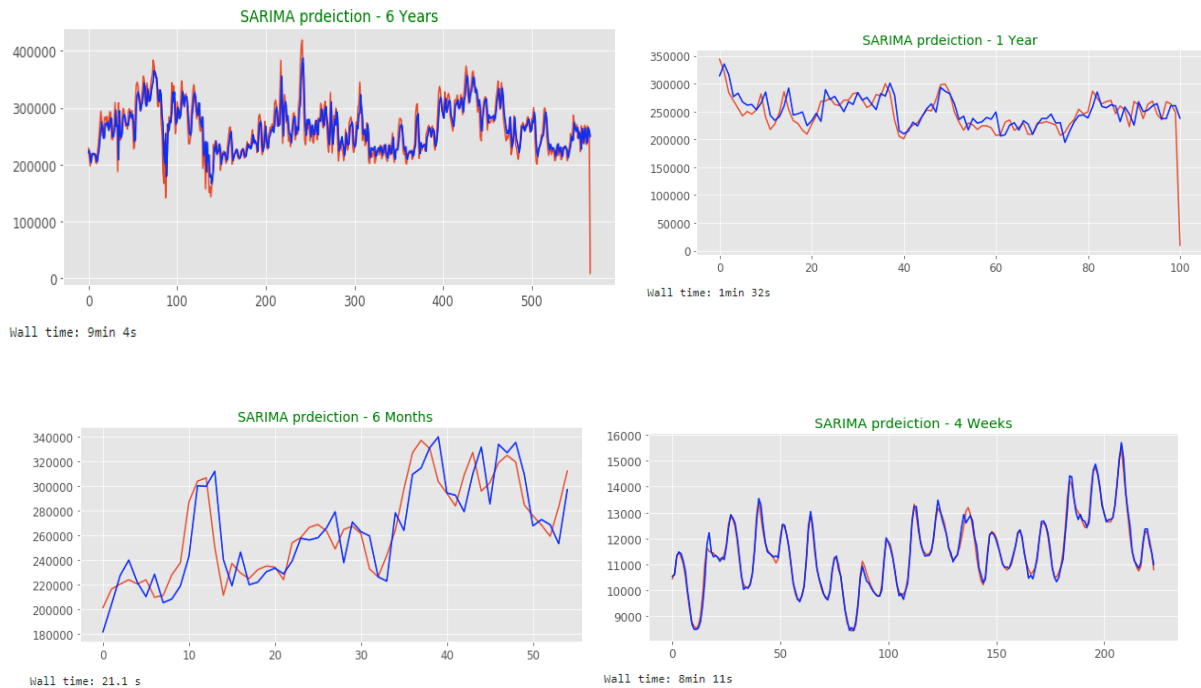 SARIMA prdeiction - 6 Years
400000
300000
200000
100000
0
0 100 200 300 400 500
Wall time: 9min 4s
SARIMA prdeiction - 1 Year
350000
300000
250000
200000
150000
100000
50000
0
0 20 40 60 80 100
Wall time: 1min 32s
SARIMA prdeiction - 6 Months
340000
320000
300000
280000
260000
240000
220000
200000
180000
0 10 20 30 40 50
Wall time: 21.1 s
SARIMA prdeiction - 4 Weeks
16000
15000
14000
13000
12000
11000
10000
9000
0 50 100 150 200
Wall time: 8min 11s